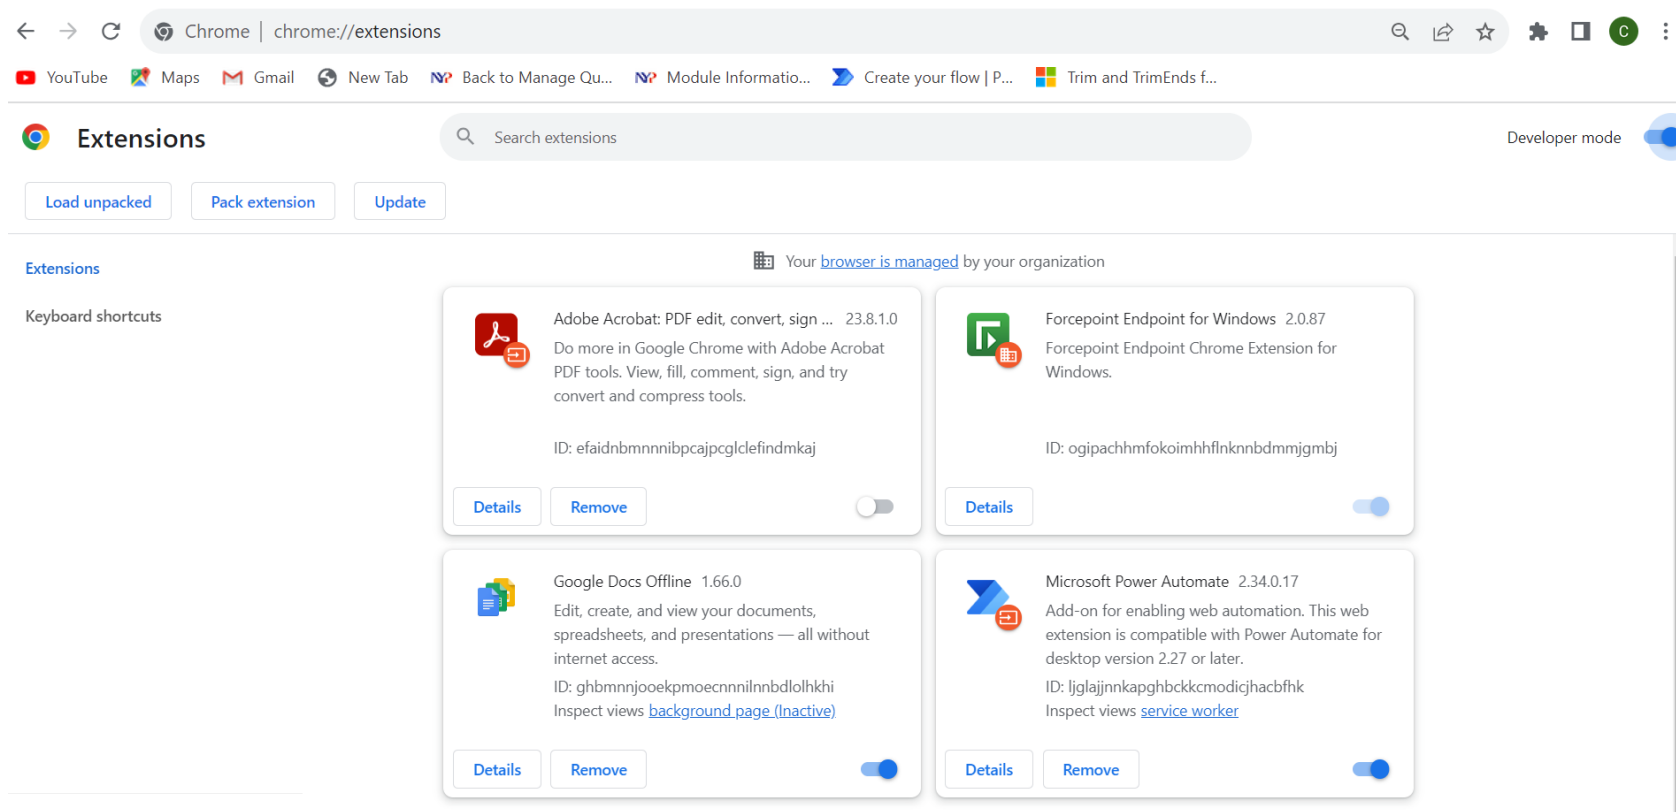 Chrome | chrome://extensions
C
YouTube Maps Gmail New Tab NYP Back to Manage Qu... NYP Module Informatio... Create your flow | P... Trim and TrimEnds f...
Extensions
Search extensions
Developer mode
Load unpacked Pack extension Update
Extensions
Keyboard shortcuts
Your browser is managed by your organization
Adobe Acrobat: PDF edit, convert, sign ... 23.8.1.0
Do more in Google Chrome with Adobe Acrobat
PDF tools. View, fill, comment, sign, and try
convert and compress tools.
ID: efaidnbmnnnibpcajpcglclefindmkaj
Details Remove
Forcepoint Endpoint for Windows 2.0.87
Forcepoint Endpoint Chrome Extension for
Windows.
ID: ogipachhmfokoimhhflnknnbdmmjgmbj
Details
Google Docs Offline 1.66.0
Edit, create, and view your documents,
spreadsheets, and presentations — all without
internet access.
ID: ghbmnnjooekpmoecnnnilnnbdlolhkhi
Inspect views background page (Inactive)
Details Remove
Microsoft Power Automate 2.34.0.17
Add-on for enabling web automation. This web
extension is compatible with Power Automate for
desktop version 2.27 or later.
ID: ljglajjnnkapghbckkcmodicjhacbfhk
Inspect views service worker
Details Remove